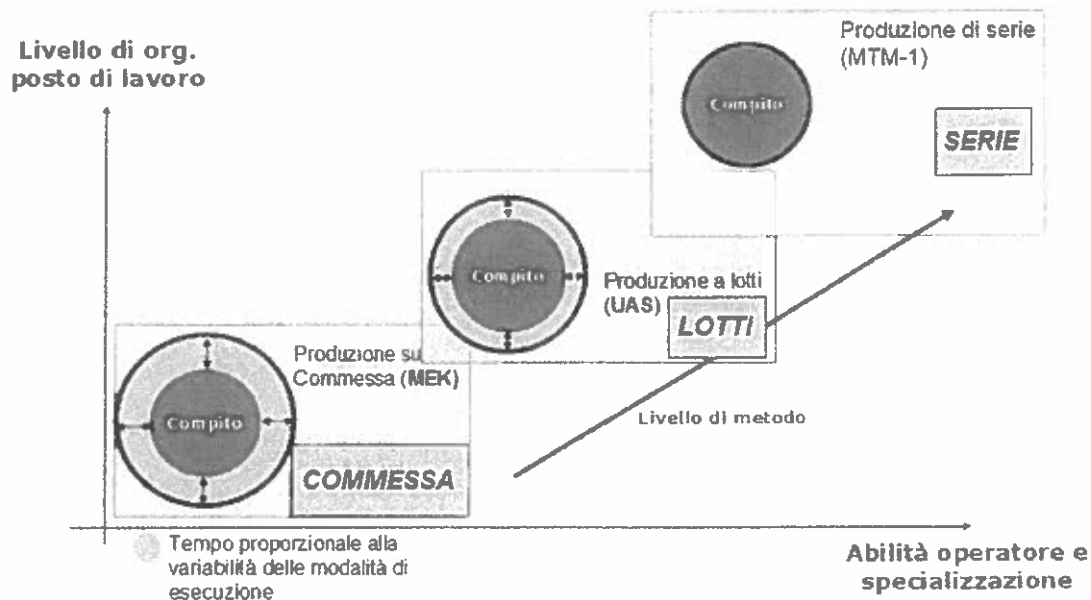 Livello di org.
posto di lavoro
Produzione di serie
(MTM-1)
Compito
SERIE
Compito
Produzione a lotti
(UAS)
LOTTI
Produzione su
Commessa (MEK)
Compito
Livello di metodo
COMMESSA
Tempo proporzionale alla
variabilità delle modalità di
esecuzione
Abilità operatore e
specializzazione